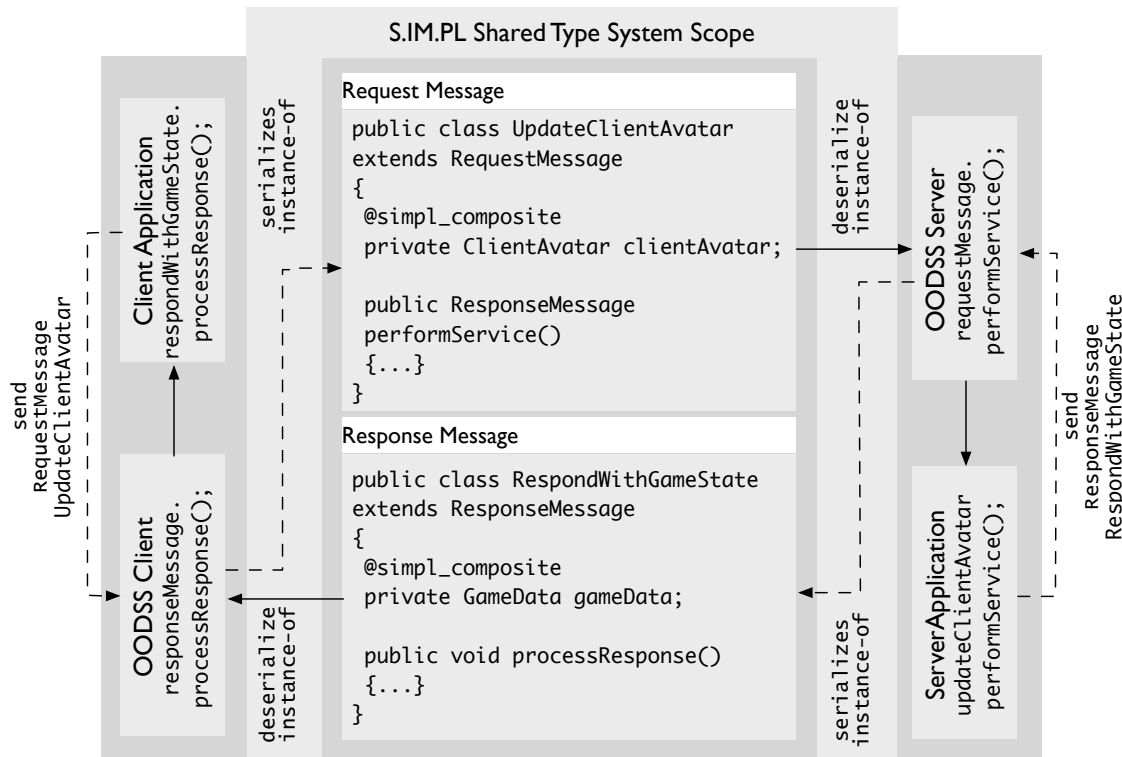 S.IM.PL Shared Type System Scope
send
RequestMessage
UpdateClientAvatar
Client Application
respondWithGameState.
processResponse();
OODSS Client
responseMessage.
processResponse();
serializes
instance-of
deserialize
instance-of
Request Message
public class UpdateClientAvatar
extends RequestMessage
{
@simpl_composite
private ClientAvatar clientAvatar;
public ResponseMessage
performService()
{...}
}
Response Message
public class RespondWithGameState
extends ResponseMessage
{
@simpl_composite
private GameData gameData;
public void processResponse()
{...}
}
deserialize
instance-of
serializes
instance-of
OODSS Server
requestMessage.
performService();
ServerApplication
updateClientAvatar
performService();
send
ResponseMessage
RespondWithGameState